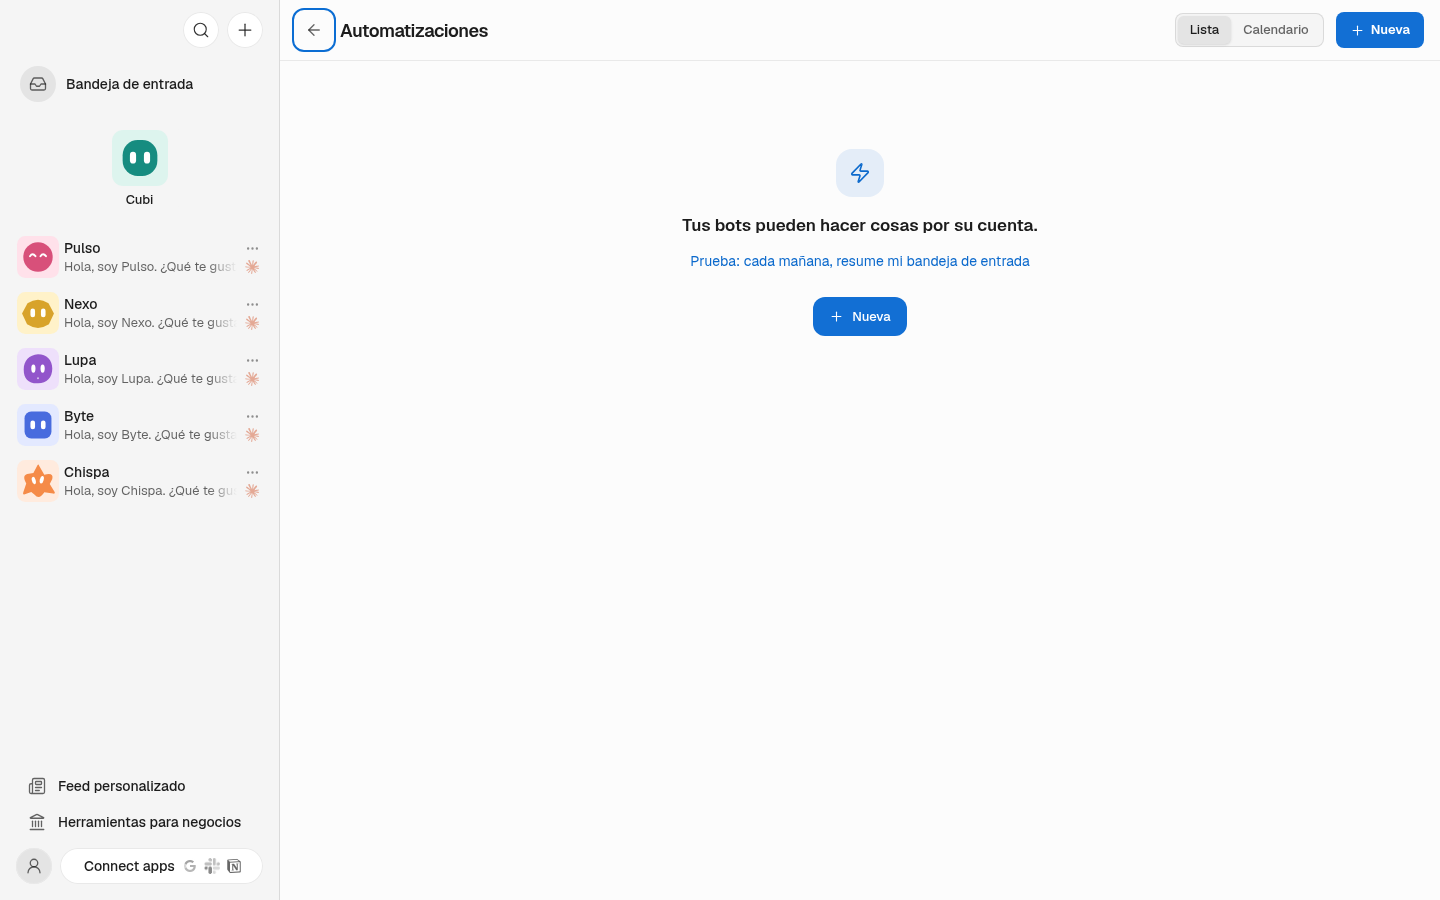 Bandeja de entrada
Cubi
Pulso
Hola, soy Pulso. ¿Qué te gust
Nexo
Hola, soy Nexo. ¿Qué te gust
Lupa
Hola, soy Lupa. ¿Qué te gust
Byte
Hola, soy Byte. ¿Qué te gusta
Chispa
Hola, soy Chispa. ¿Qué te gu
Feed personalizado
Herramientas para negocios
Connect apps
Automatizaciones
Lista
Calendario
Nueva
Tus bots pueden hacer cosas por su cuenta.
Prueba: cada mañana, resume mi bandeja de entrada
Nueva